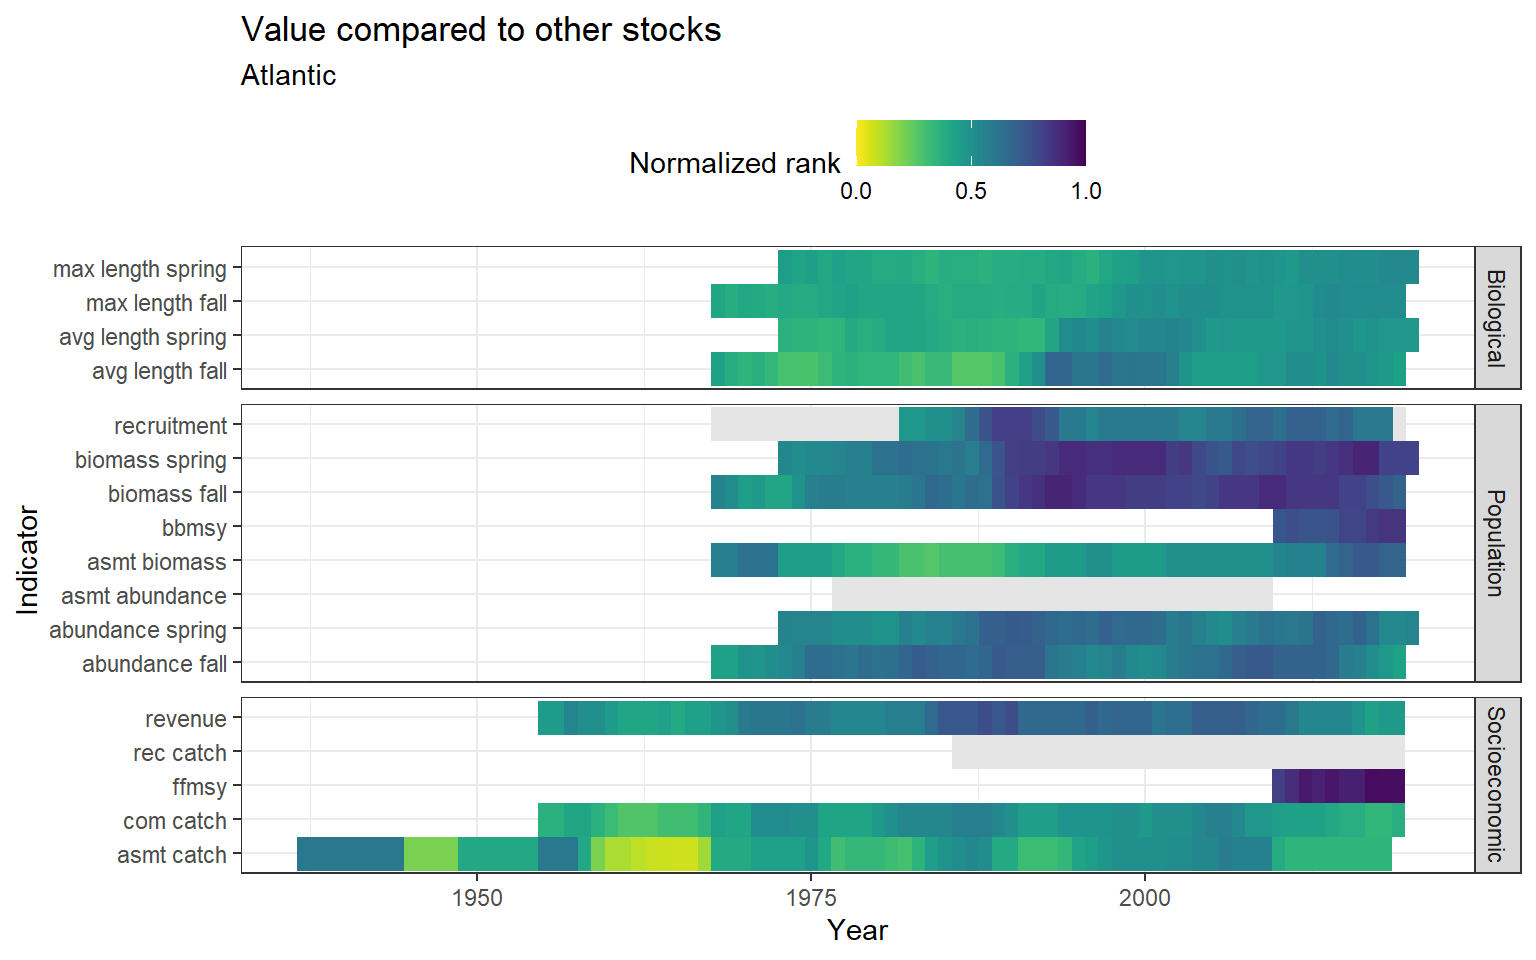 Value compared to other stocks
Atlantic
Normalized rank
0.0 0.5 1.0
max length spring
max length fall
avg length spring
avg length fall
Biological
recruitment
biomass spring
biomass fall
bbmsy
asmt biomass
asmt abundance
abundance spring
abundance fall
Population
revenue
rec catch
ffmsy
com catch
asmt catch
Socioeconomic
Indicator
1950 1975 2000
Year